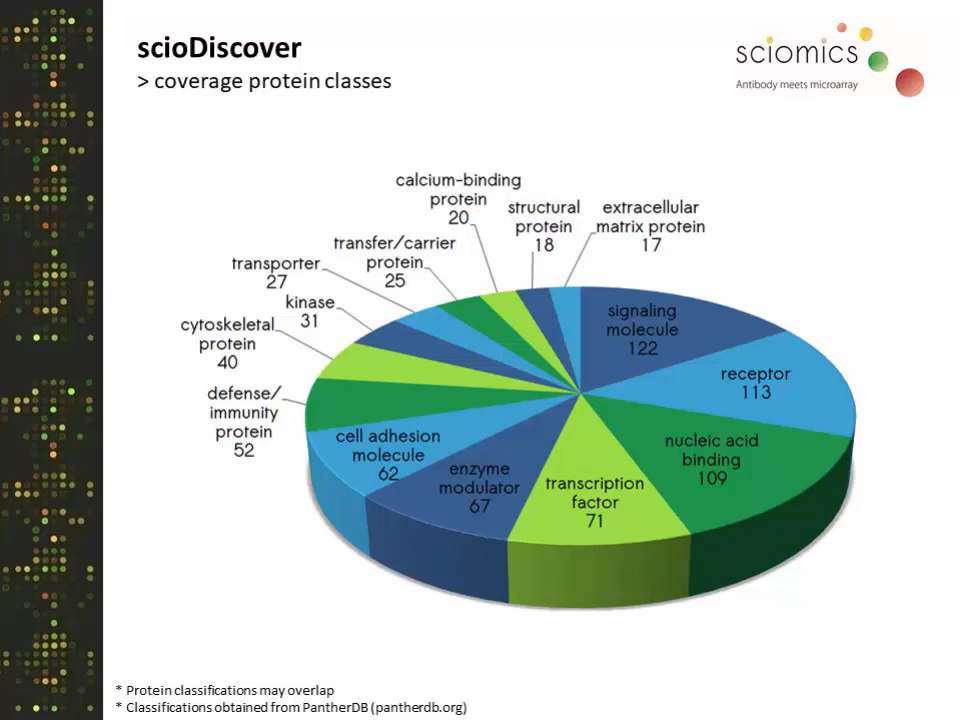 scioDiscover
> coverage protein classes
sciomics
Antibody meets microarray
calcium-binding
protein
20
structural
protein
18
extracellular
matrix protein
17
transfer/carrier
protein
25
transporter
27
kinase
31
cytoskeletal
protein
40
defense/
immunity
protein
52
signaling
molecule
122
receptor
113
nucleic acid
binding
109
transcription
factor
71
enzyme
modulator
67
cell adhesion
molecule
62
* Protein classifications may overlap
* Classifications obtained from PantherDB (pantherdb.org)